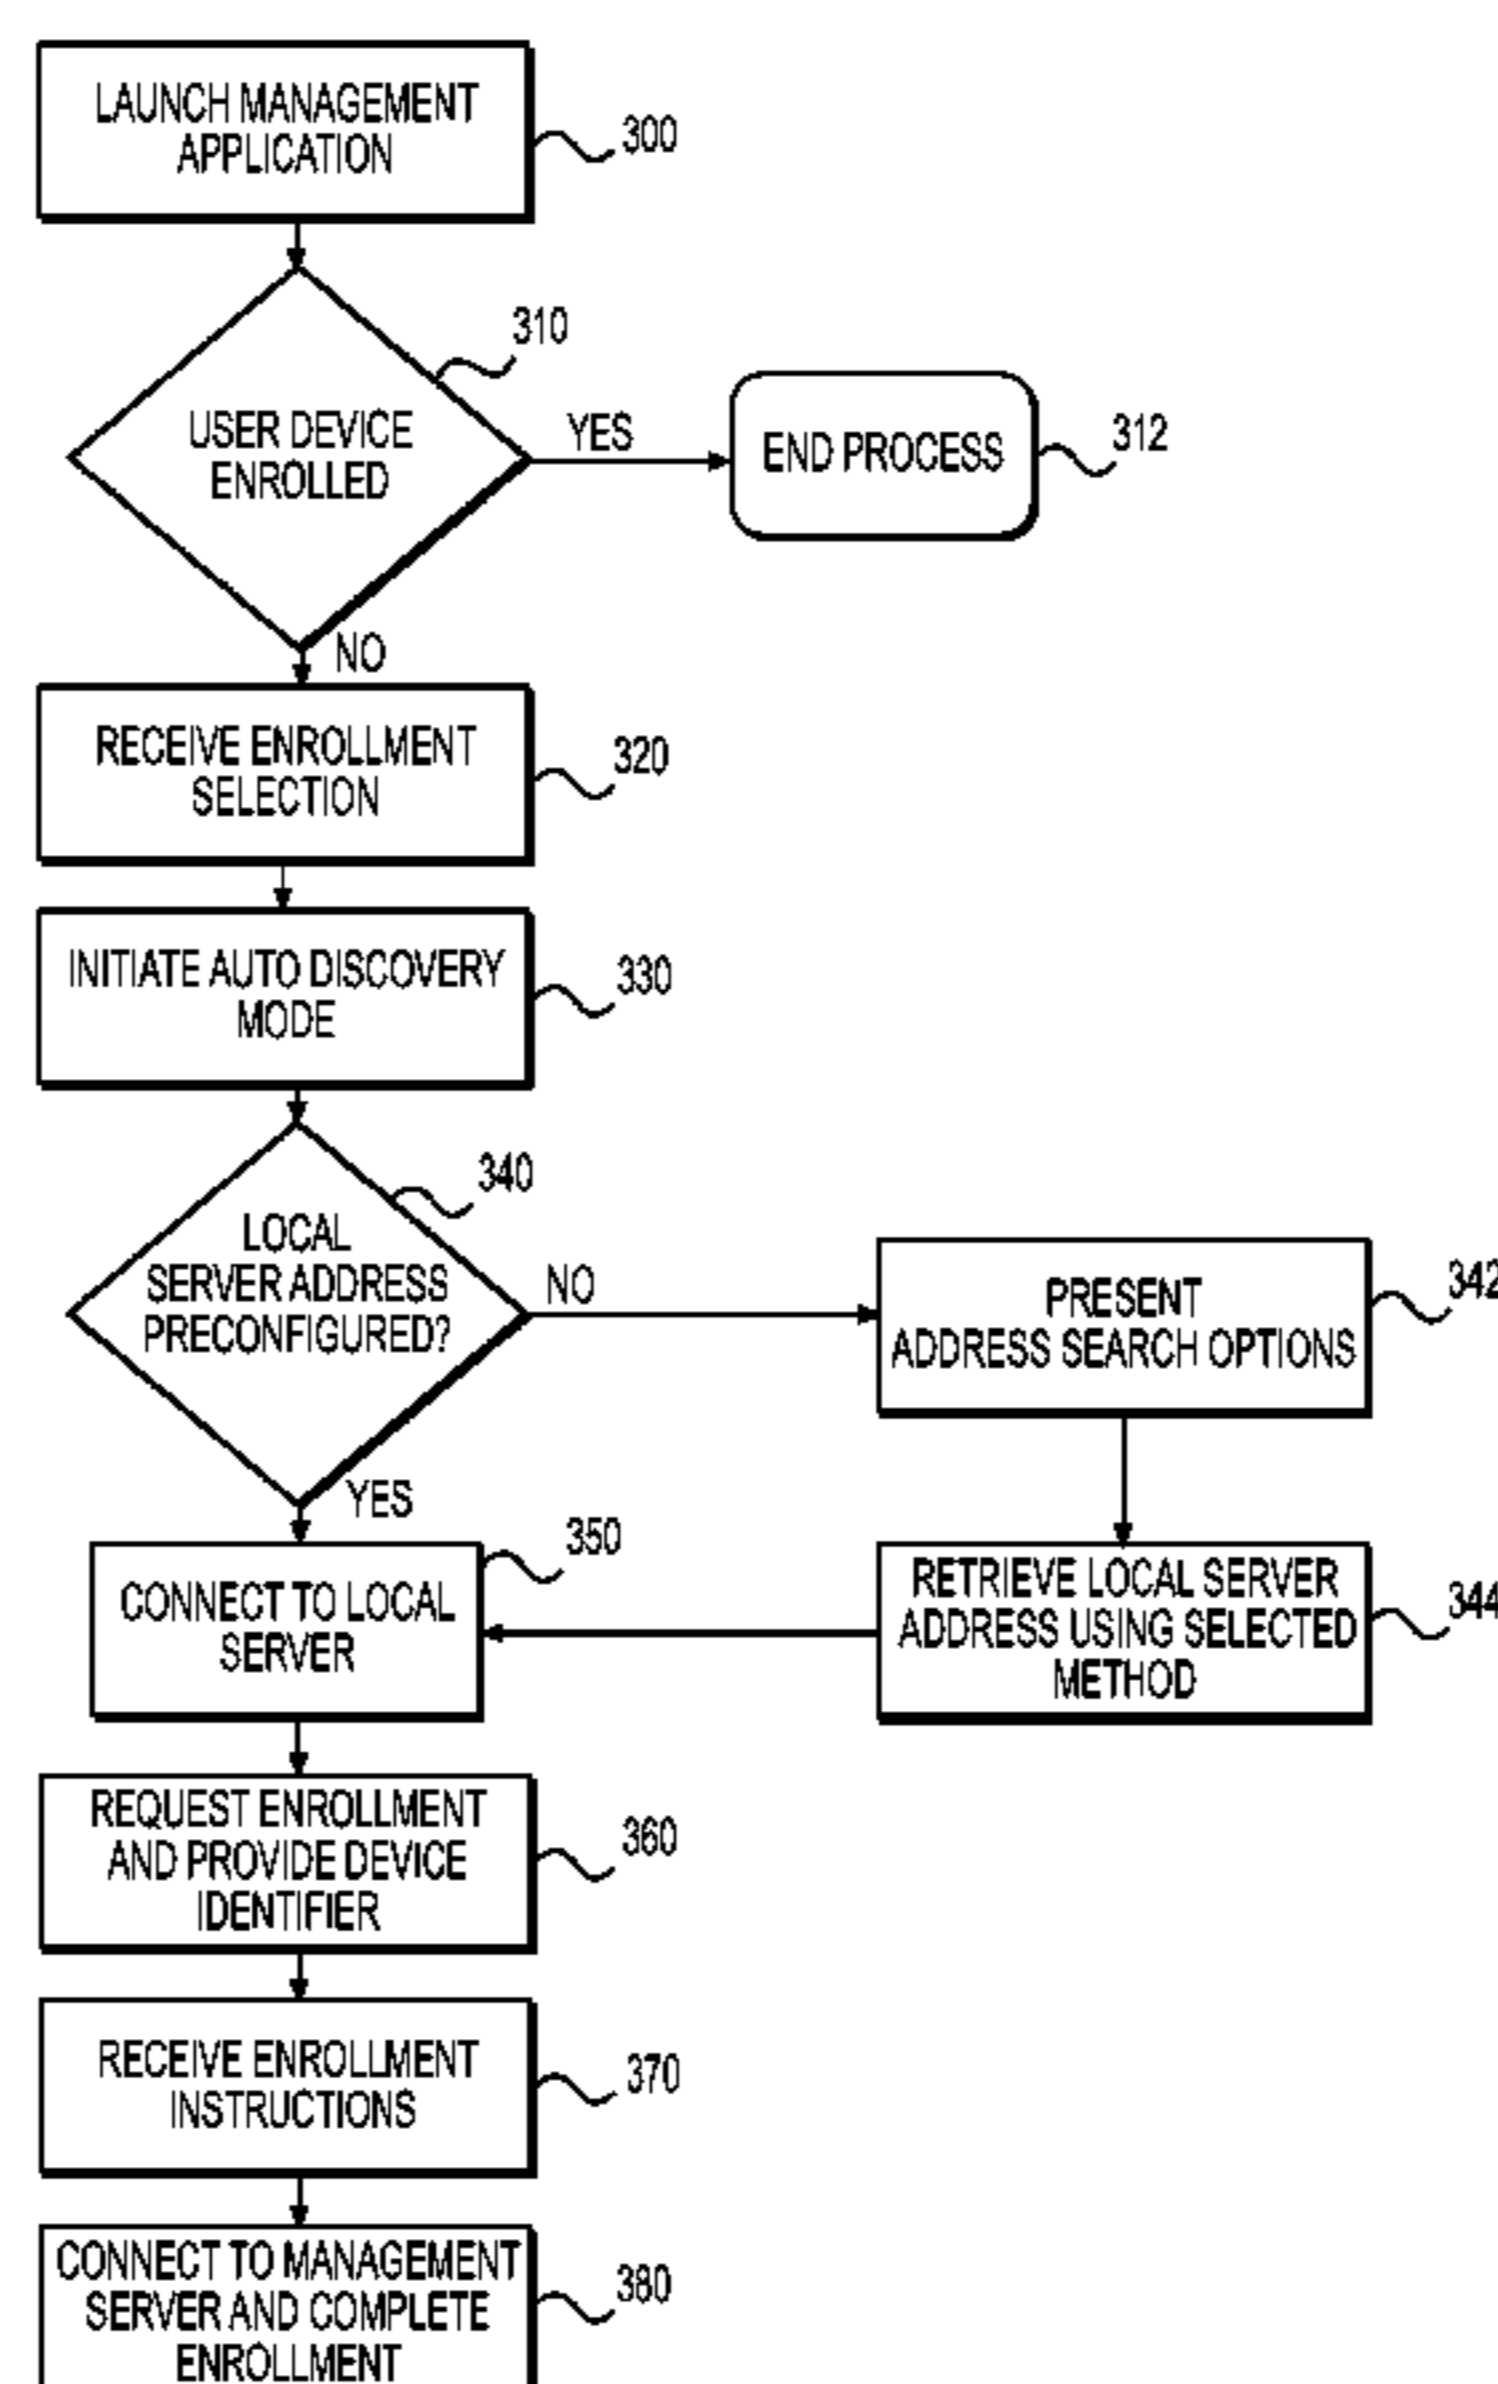 LAUNCH MANAGEMENT
APPLICATION
300
310
USER DEVICE
ENROLLED
YES
END PROCESS
312
NO
RECEIVE ENROLLMENT
SELECTION
320
INITIATE AUTO DISCOVERY
MODE
330
340
LOCAL
SERVER ADDRESS
PRECONFIGURED?
NO
PRESENT
ADDRESS SEARCH OPTIONS
342
YES
350
CONNECT TO LOCAL
SERVER
RETRIEVE LOCAL SERVER
ADDRESS USING SELECTED
METHOD
344
REQUEST ENROLLMENT
AND PROVIDE DEVICE
IDENTIFIER
360
RECEIVE ENROLLMENT
INSTRUCTIONS
370
CONNECT TO MANAGEMENT
SERVER AND COMPLETE
ENROLLMENT
380